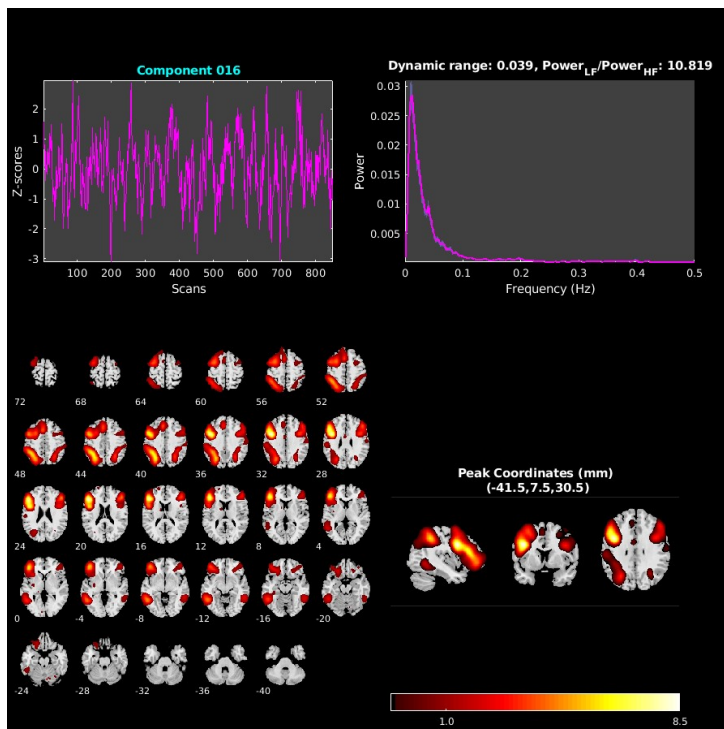 Component 016
Dynamic range: 0.039, Power_LF/Power_HF: 10.819
2
1
0
-1
-2
-3
Z-scores
100 200 300 400 500 600 700 800
Scans
0.03
0.025
0.02
0.015
0.01
0.005
Power
0 0.1 0.2 0.3 0.4 0.5
Frequency (Hz)
72 68 64 60 56 52
48 44 40 36 32 28
24 20 16 12 8 4
0 -4 -8 -12 -16 -20
-24 -28 -32 -36 -40
Peak Coordinates (mm)
(-41.5,7.5,30.5)
1.0 8.5